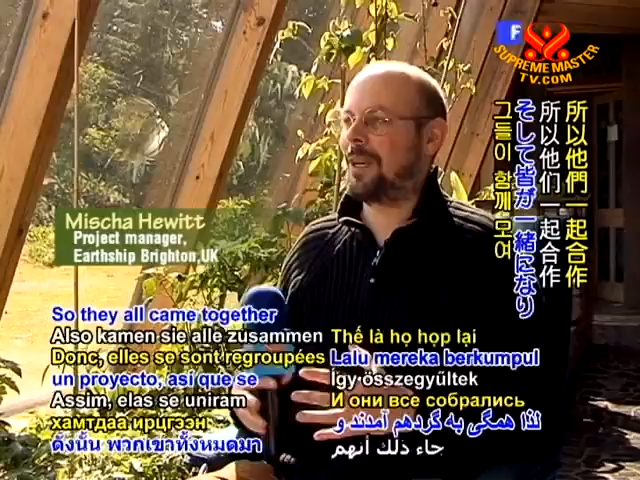 F
SUPREME MASTER
TV.COM
所以他們一起合作
所以他们一起合作
そして皆が一緒になり
그들이 함께 모여
Mischa Hewitt
Project manager,
Earthship Brighton,UK
So they all came together
Also kamen sie alle zusammen
Donc, elles se sont regroupées
un proyecto, así que se
Assim, elas se uniram
хамтдаа ирцгээн
ดังนั้น พวกเขาทั้งหมดมา
Thế là họ họp lại
Lalu mereka berkumpul
Így összegyűltek
И они все собрались
لذا همگی به گردهم آمدند و
جاء ذلك أنهم